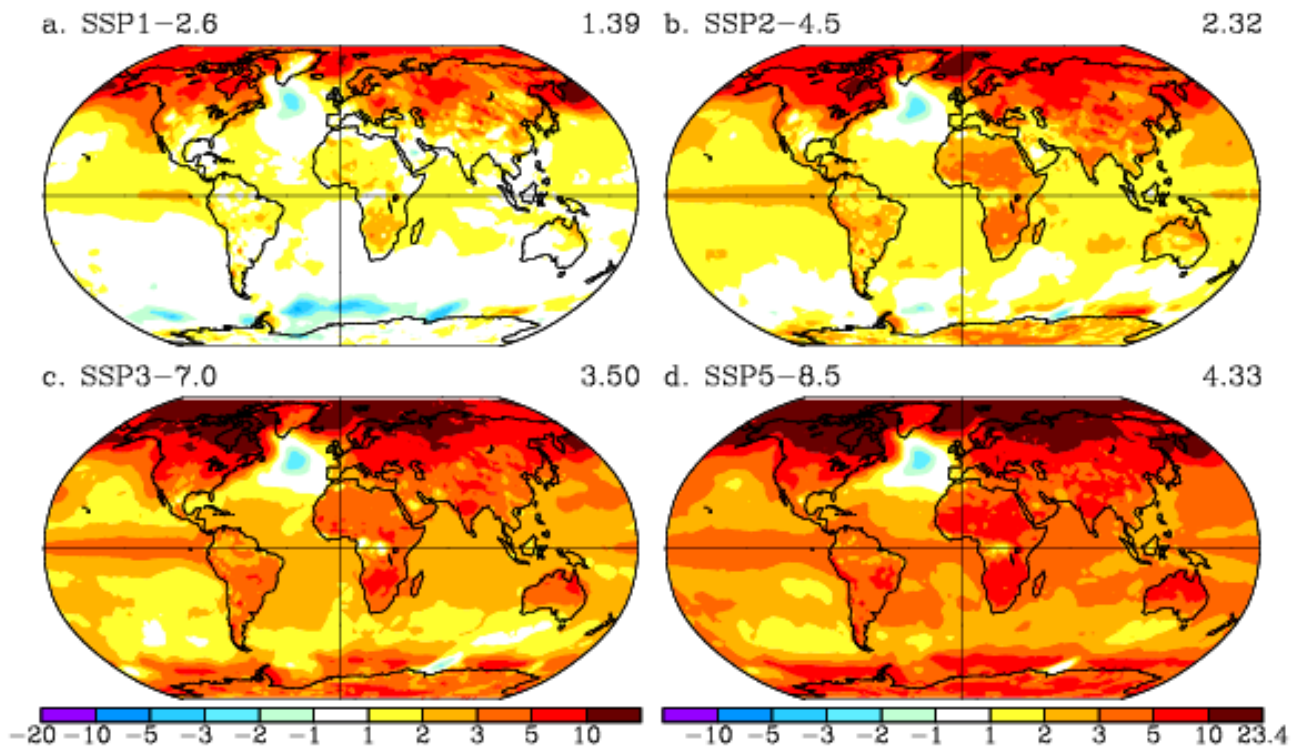 a. SSP1−2.6 1.39 b. SSP2−4.5 2.32
c. SSP3−7.0 3.50 d. SSP5−8.5 4.33
−20 −10 −5 −3 −2 −1 1 2 3 5 10 −10 −5 −3 −2 −1 1 2 3 5 10 23.4